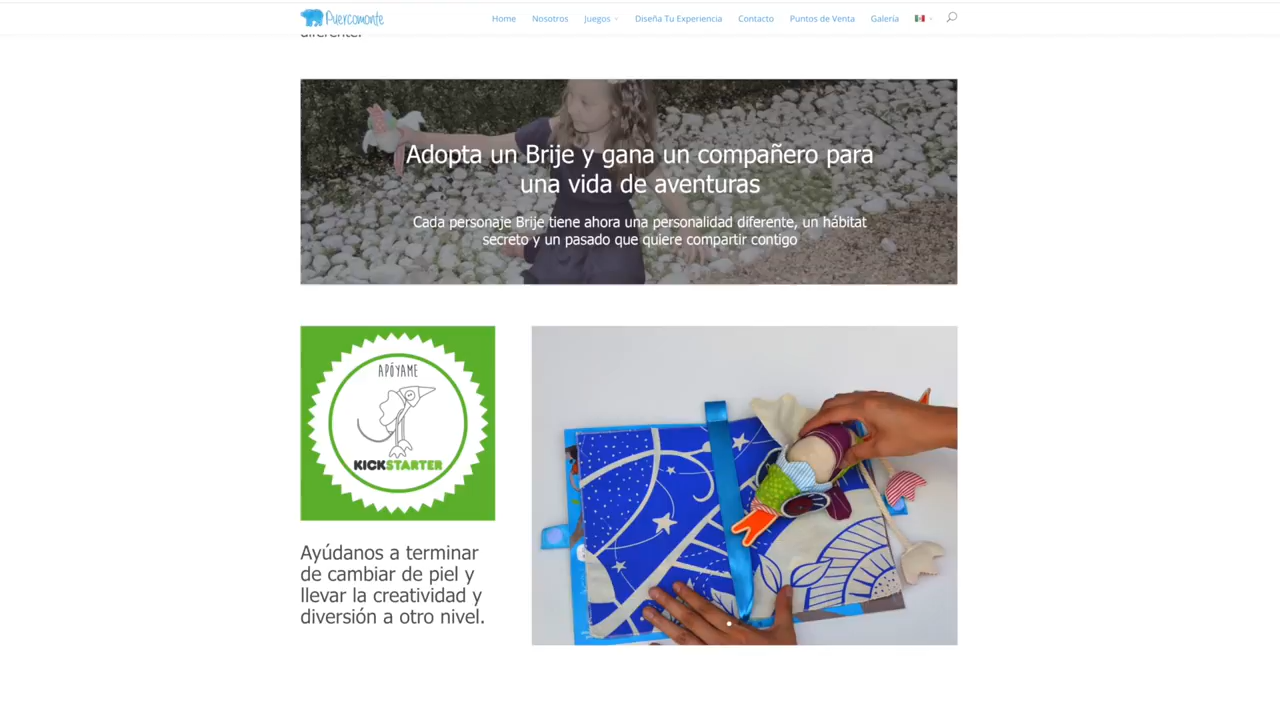 Puercomonte
Home Nosotros Juegos Diseña Tu Experiencia Contacto Puntos de Venta Galería
diferente.
Adopta un Brije y gana un compañero para
una vida de aventuras
Cada personaje Brije tiene ahora una personalidad diferente, un hábitat
secreto y un pasado que quiere compartir contigo
APÓYAME
KICKSTARTER
Ayúdanos a terminar
de cambiar de piel y
llevar la creatividad y
diversión a otro nivel.